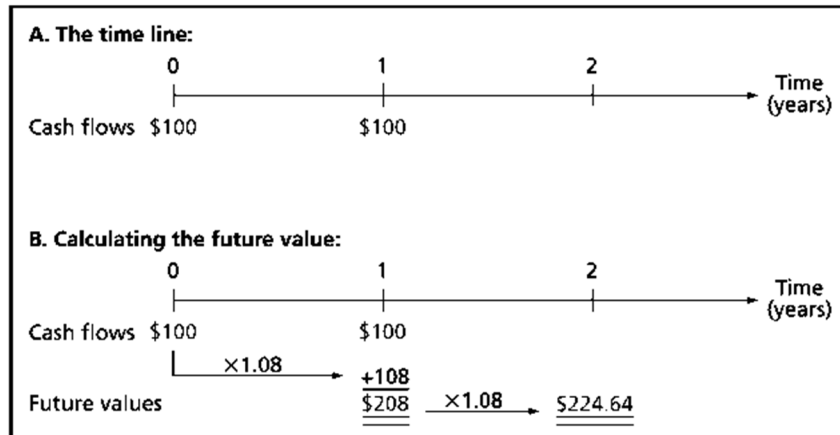 A. The time line:
0 1 2
Time
(years)
Cash flows $100 $100
B. Calculating the future value:
0 1 2
Time
(years)
Cash flows $100 $100
×1.08
+108
Future values $208 ×1.08 $224.64